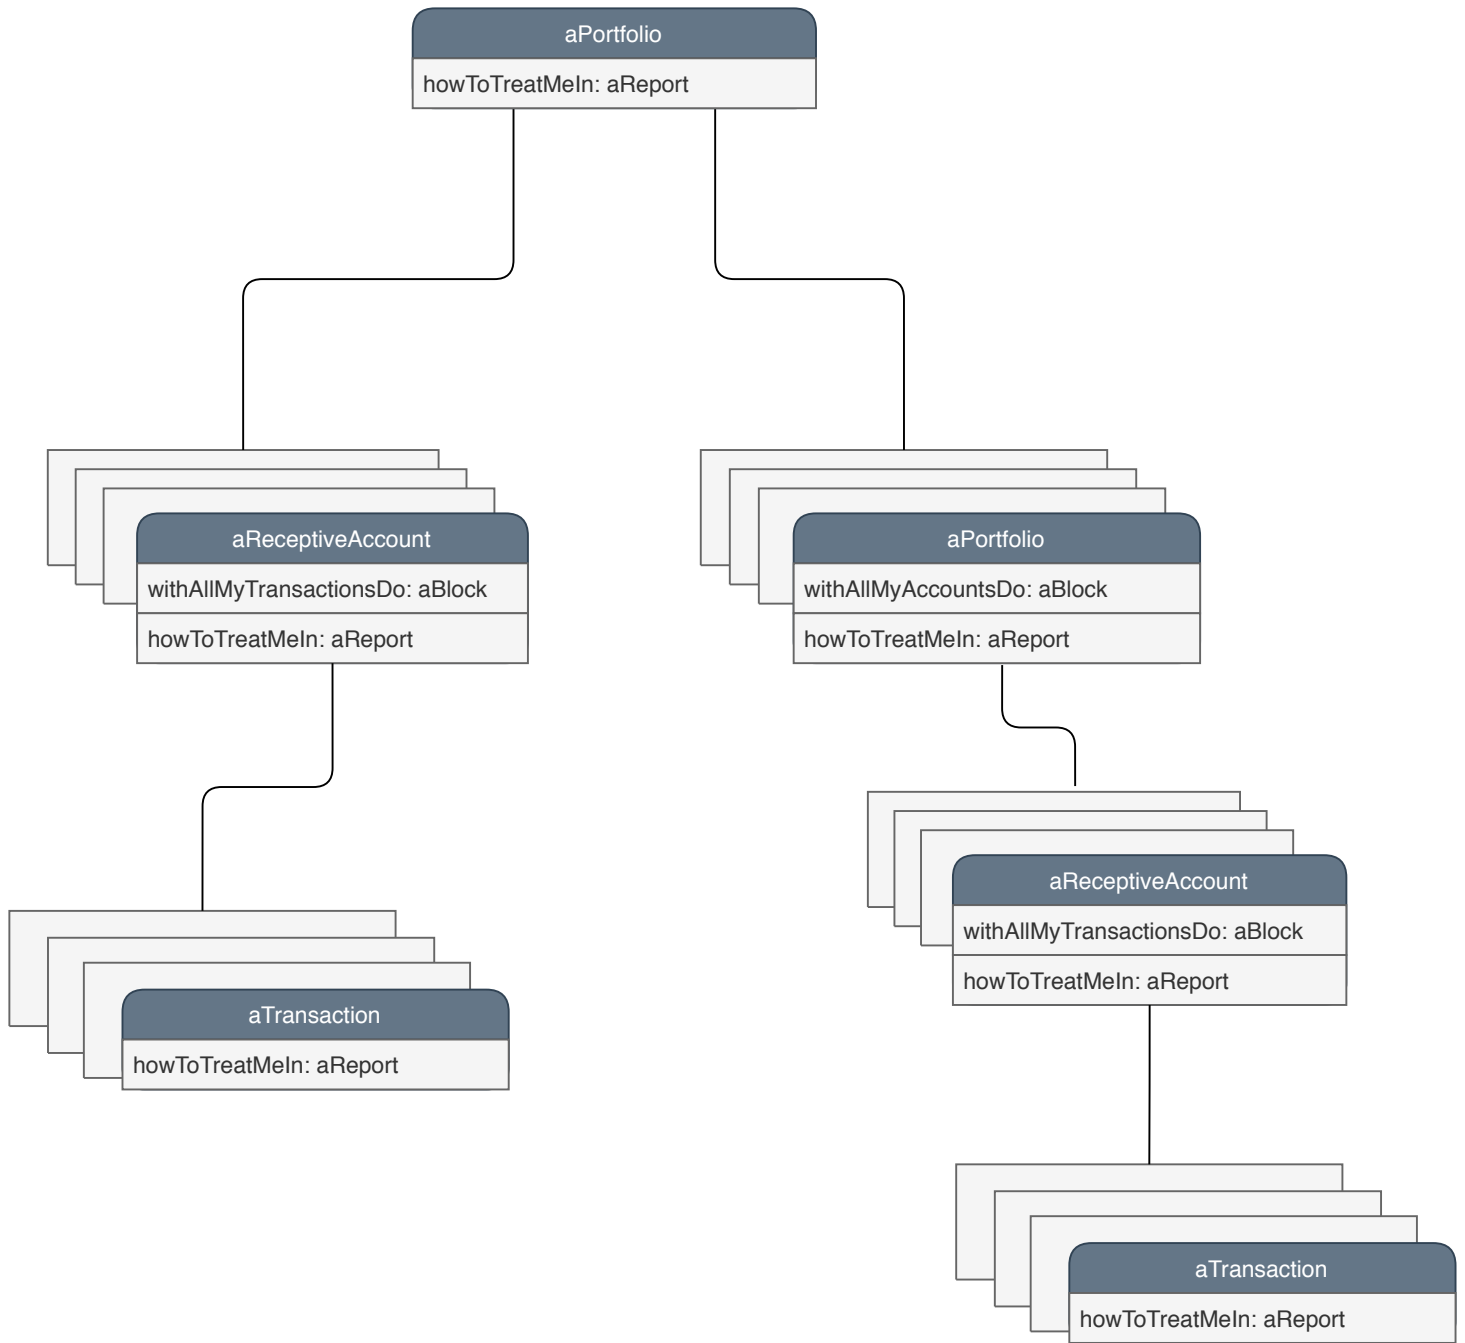 aPortfolio
howToTreatMeIn: aReport
aReceptiveAccount
withAllMyTransactionsDo: aBlock
howToTreatMeIn: aReport
aPortfolio
withAllMyAccountsDo: aBlock
howToTreatMeIn: aReport
aReceptiveAccount
withAllMyTransactionsDo: aBlock
howToTreatMeIn: aReport
aTransaction
howToTreatMeIn: aReport
aTransaction
howToTreatMeIn: aReport